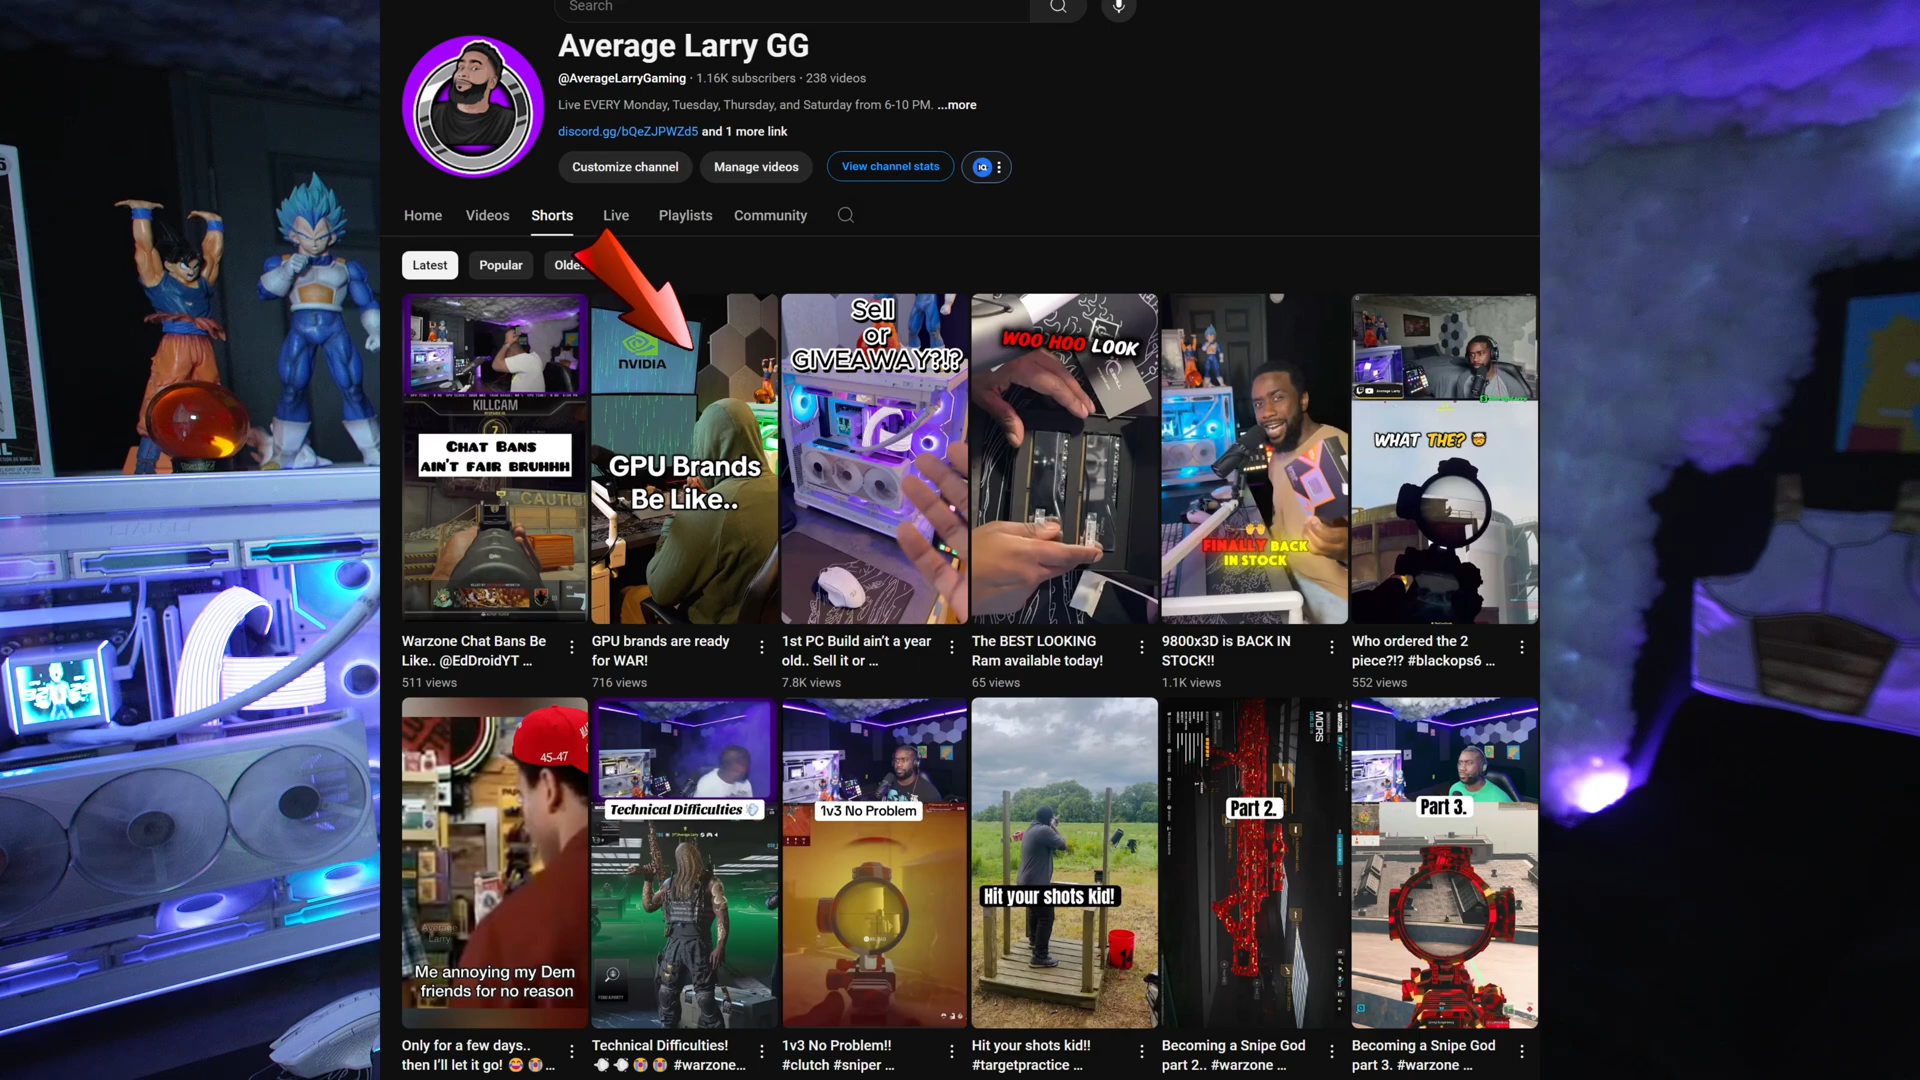 Search
Average Larry GG
@AverageLarryGaming · 1.16K subscribers · 238 videos
Live EVERY Monday, Tuesday, Thursday, and Saturday from 6-10 PM. ...more
discord.gg/bQeZJPWZd5 and 1 more link
Customize channel
Manage videos
View channel stats
IQ
Home
Videos
Shorts
Live
Playlists
Community
Latest
Popular
KILLCAM
7
CHAT BANS
AIN'T FAIR BRUHHH
CAUTIO
NVIDIA
GPU Brands
Be Like..
Sell
or
GIVEAWAY?!?
WOO HOO LOOK
FINALLY BACK
IN STOCK
WHAT THE? 🤯
Warzone Chat Bans Be
Like.. @EdDroidYT ...
511 views
GPU brands are ready
for WAR!
716 views
1st PC Build ain't a year
old.. Sell it or ...
7.8K views
The BEST LOOKING
Ram available today!
65 views
9800x3D is BACK IN
STOCK!!
1.1K views
Who ordered the 2
piece?!? #blackops6 ...
552 views
45-47
Average
Larry
Me annoying my Dem
friends for no reason
Technical Difficulties 💨
1v3 No Problem
Hit your shots kid!
MORS
Part 2.
Part 3.
Only for a few days..
then I'll let it go! 😂 😭 ...
Technical Difficulties!
💨 💨 😭 😭 #warzone...
1v3 No Problem!!
#clutch #sniper ...
Hit your shots kid!!
#targetpractice ...
Becoming a Snipe God
part 2.. #warzone ...
Becoming a Snipe God
part 3. #warzone ...